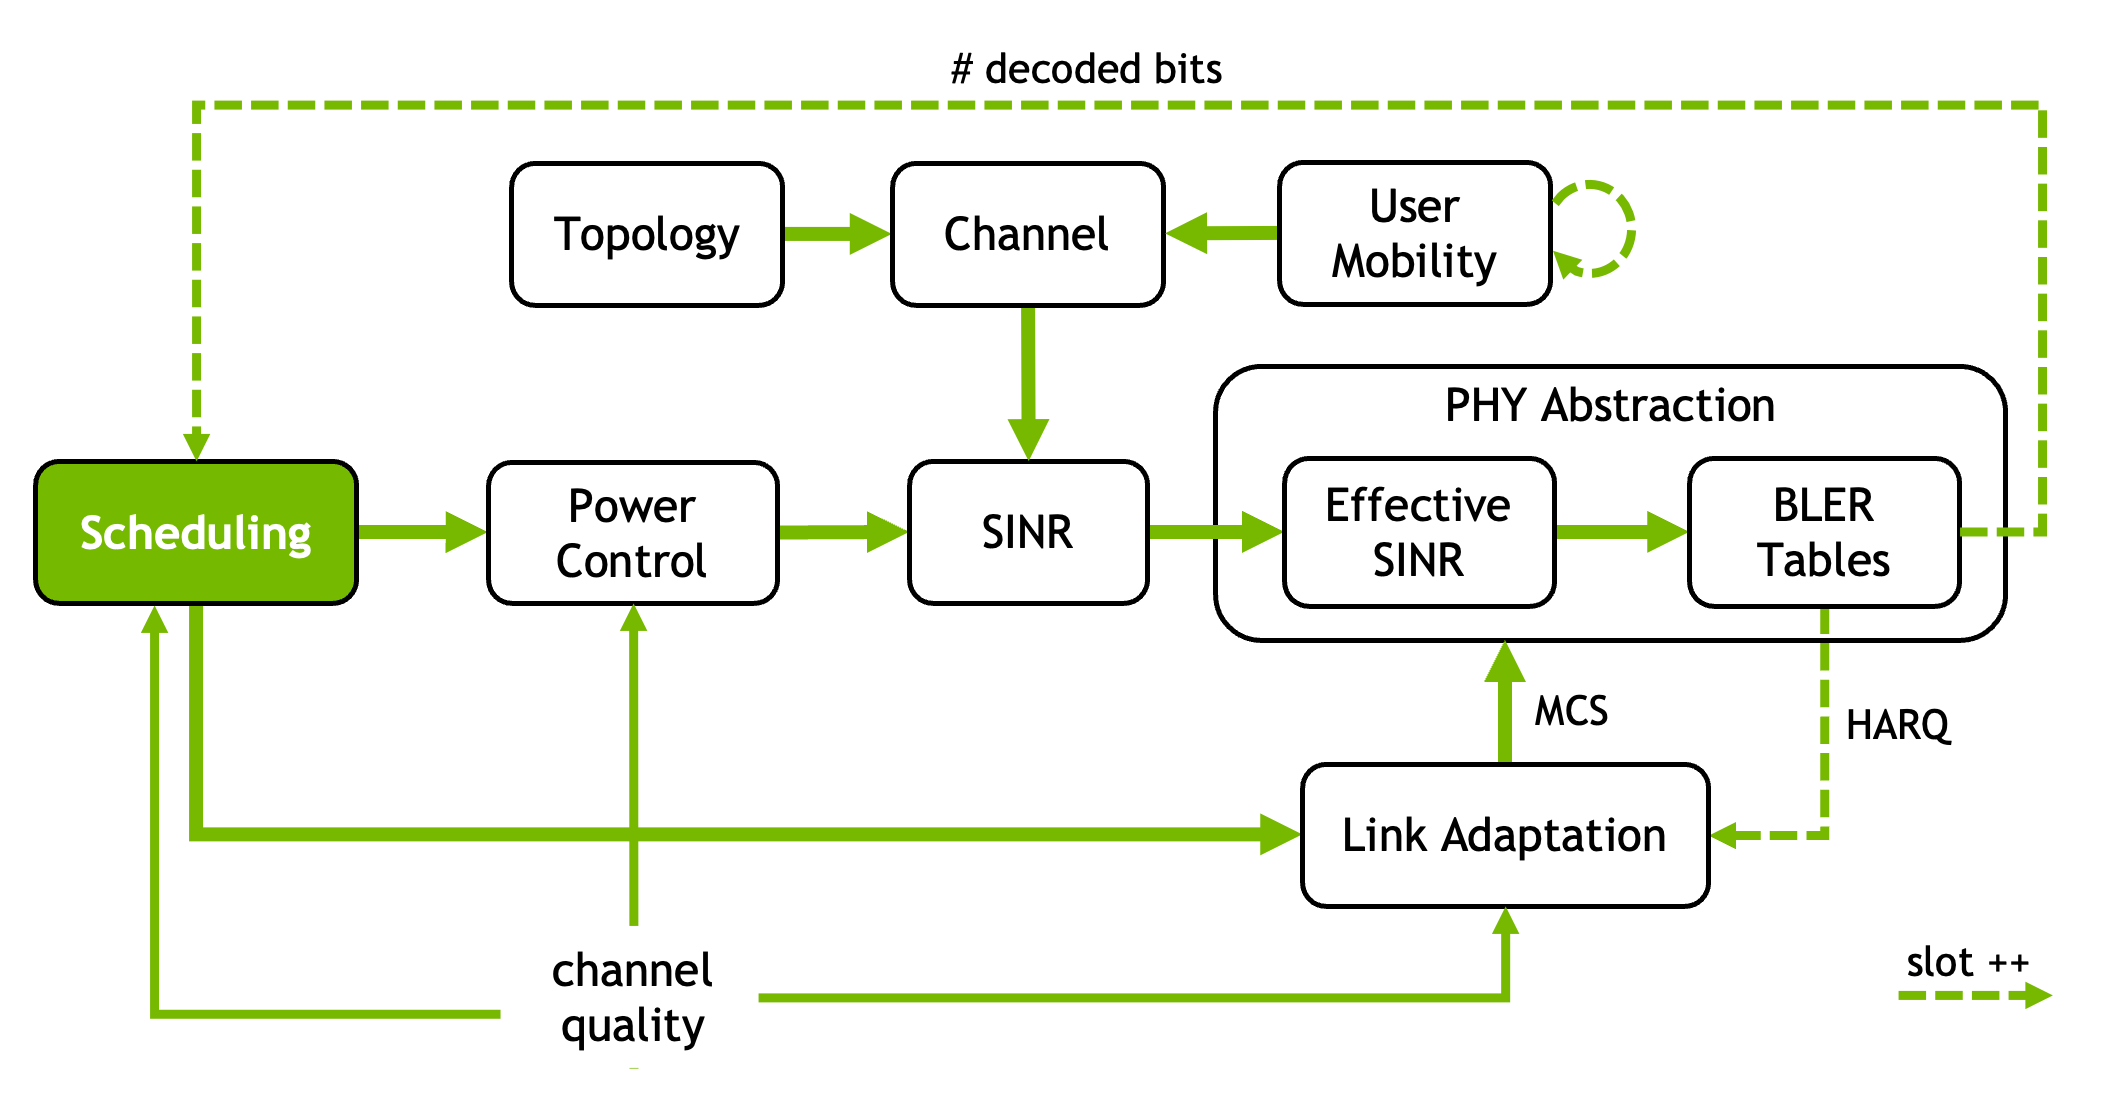 # decoded bits
Topology
Channel
User
Mobility
PHY Abstraction
Scheduling
Power
Control
SINR
Effective
SINR
BLER
Tables
MCS
HARQ
Link Adaptation
channel
quality
slot ++